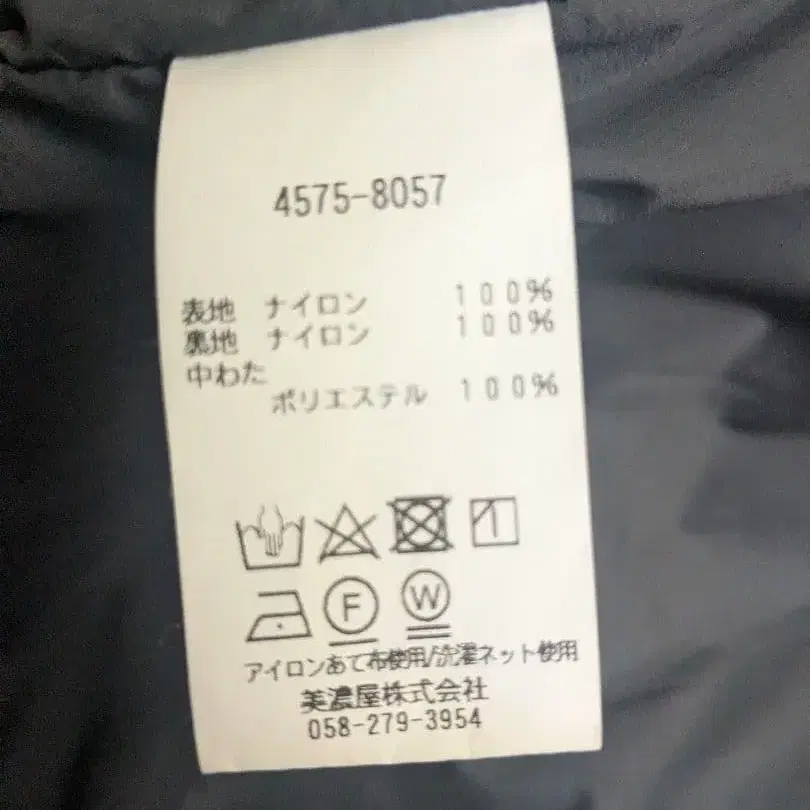 4575-8057
表地 ナイロン 100%
裏地 ナイロン 100%
中わた
ポリエステル 100%
F W
アイロンあて布使用/洗濯ネット使用
美濃屋株式会社
058-279-3954